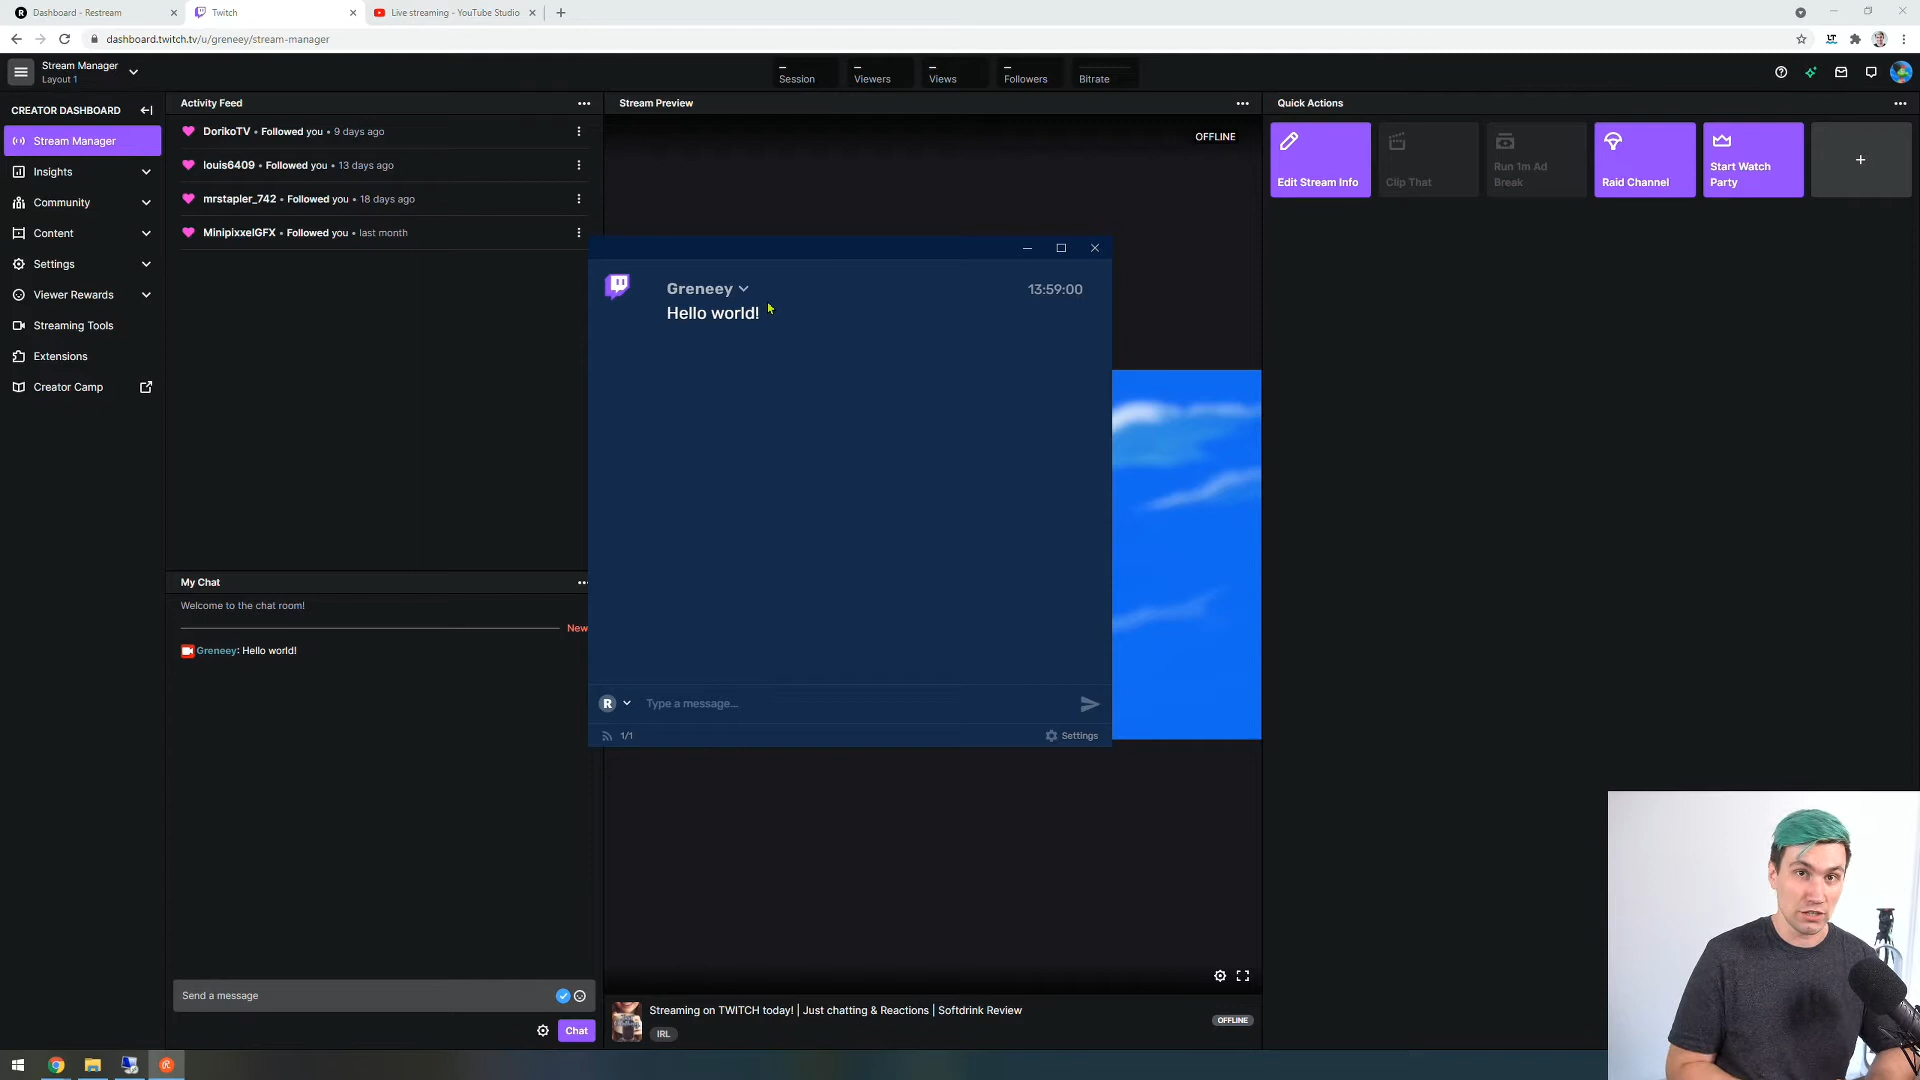 Dashboard - Restream
Twitch
Live streaming - YouTube Studio
dashboard.twitch.tv/u/greneey/stream-manager
LT
Stream Manager
Layout 1
–
Session
–
Viewers
–
Views
–
Followers
Bitrate
CREATOR DASHBOARD
Stream Manager
Insights
Community
Content
Settings
Viewer Rewards
Streaming Tools
Extensions
Creator Camp
Activity Feed
DorikoTV • Followed you • 9 days ago
louis6409 • Followed you • 13 days ago
mrstapler_742 • Followed you • 18 days ago
MinipixxelGFX • Followed you • last month
My Chat
Welcome to the chat room!
New
Greneey: Hello world!
Send a message
Chat
Stream Preview
OFFLINE
Greneey
13:59:00
Hello world!
R
Type a message...
1/1
Settings
Streaming on TWITCH today! | Just chatting & Reactions | Softdrink Review
IRL
OFFLINE
Quick Actions
Edit Stream Info
Clip That
Run 1m Ad
Break
Raid Channel
Start Watch
Party